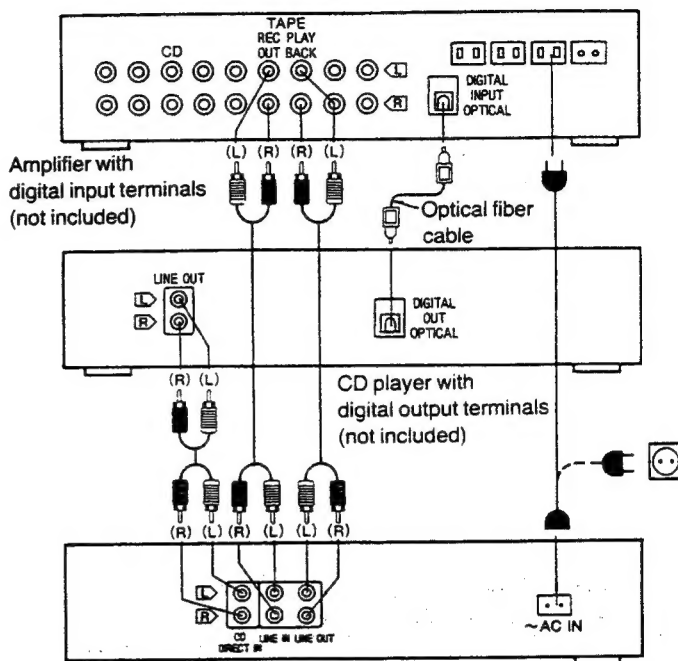 TAPE
REC PLAY
CD OUT BACK
L
R
DIGITAL
INPUT
OPTICAL
(L) (R) (R) (L)
Amplifier with
digital input terminals
(not included)
Optical fiber
cable
LINE OUT
L
R
DIGITAL
OUT
OPTICAL
(R) (L)
CD player with
digital output terminals
(not included)
(R) (L) (R) (L) (L) (R)
L
R
CD
DIRECT IN
LINE IN LINE OUT
~AC IN